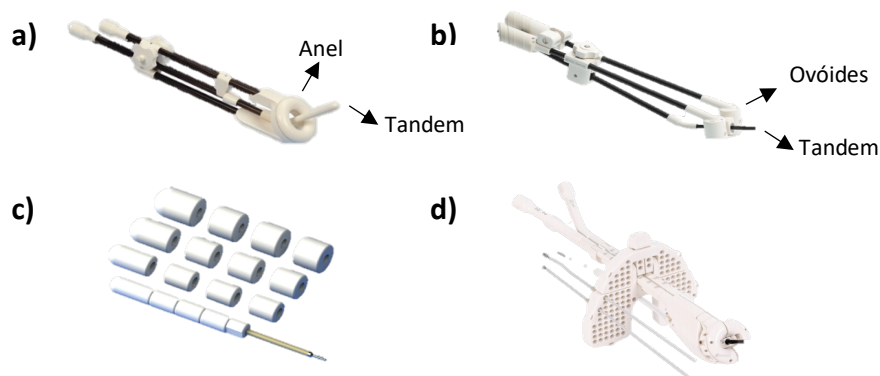 a)
Anel
Tandem
b)
Ovóides
Tandem
c)
d)